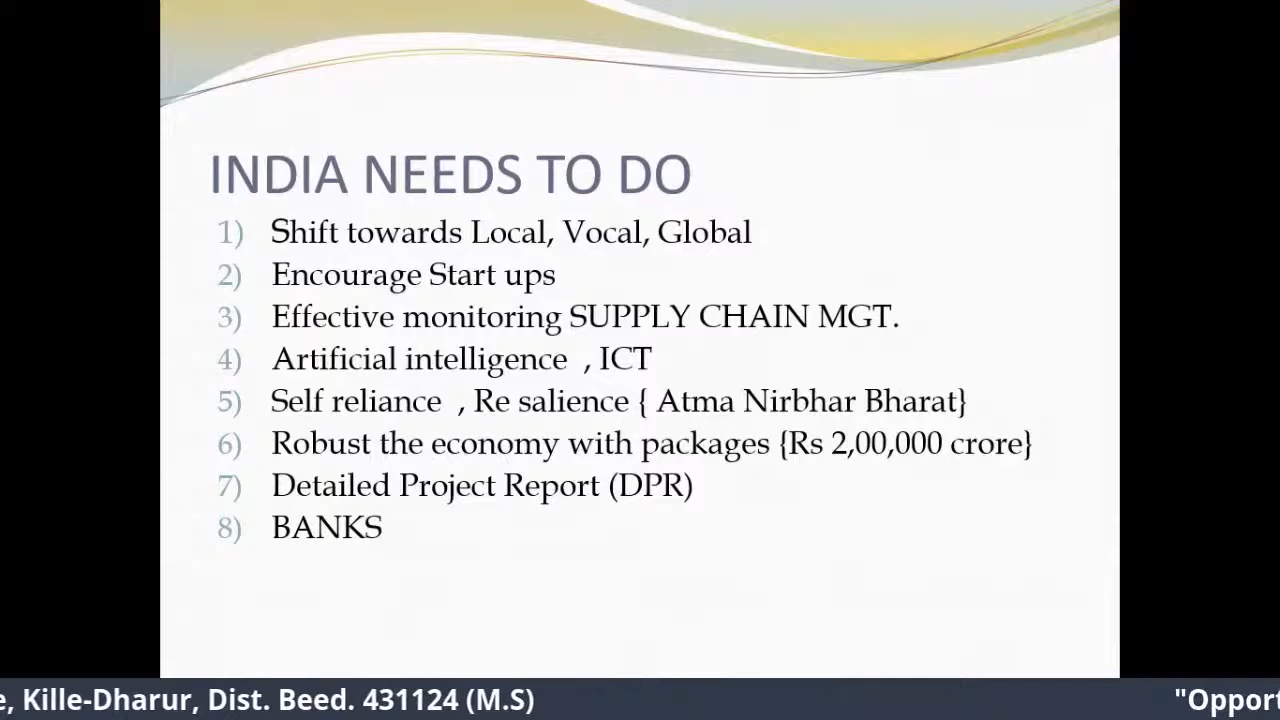 INDIA NEEDS TO DO
1) Shift towards Local, Vocal, Global
2) Encourage Start ups
3) Effective monitoring SUPPLY CHAIN MGT.
4) Artificial intelligence , ICT
5) Self reliance , Re salience { Atma Nirbhar Bharat}
6) Robust the economy with packages {Rs 2,00,000 crore}
7) Detailed Project Report (DPR)
8) BANKS
e, Kille-Dharur, Dist. Beed. 431124 (M.S) "Opport